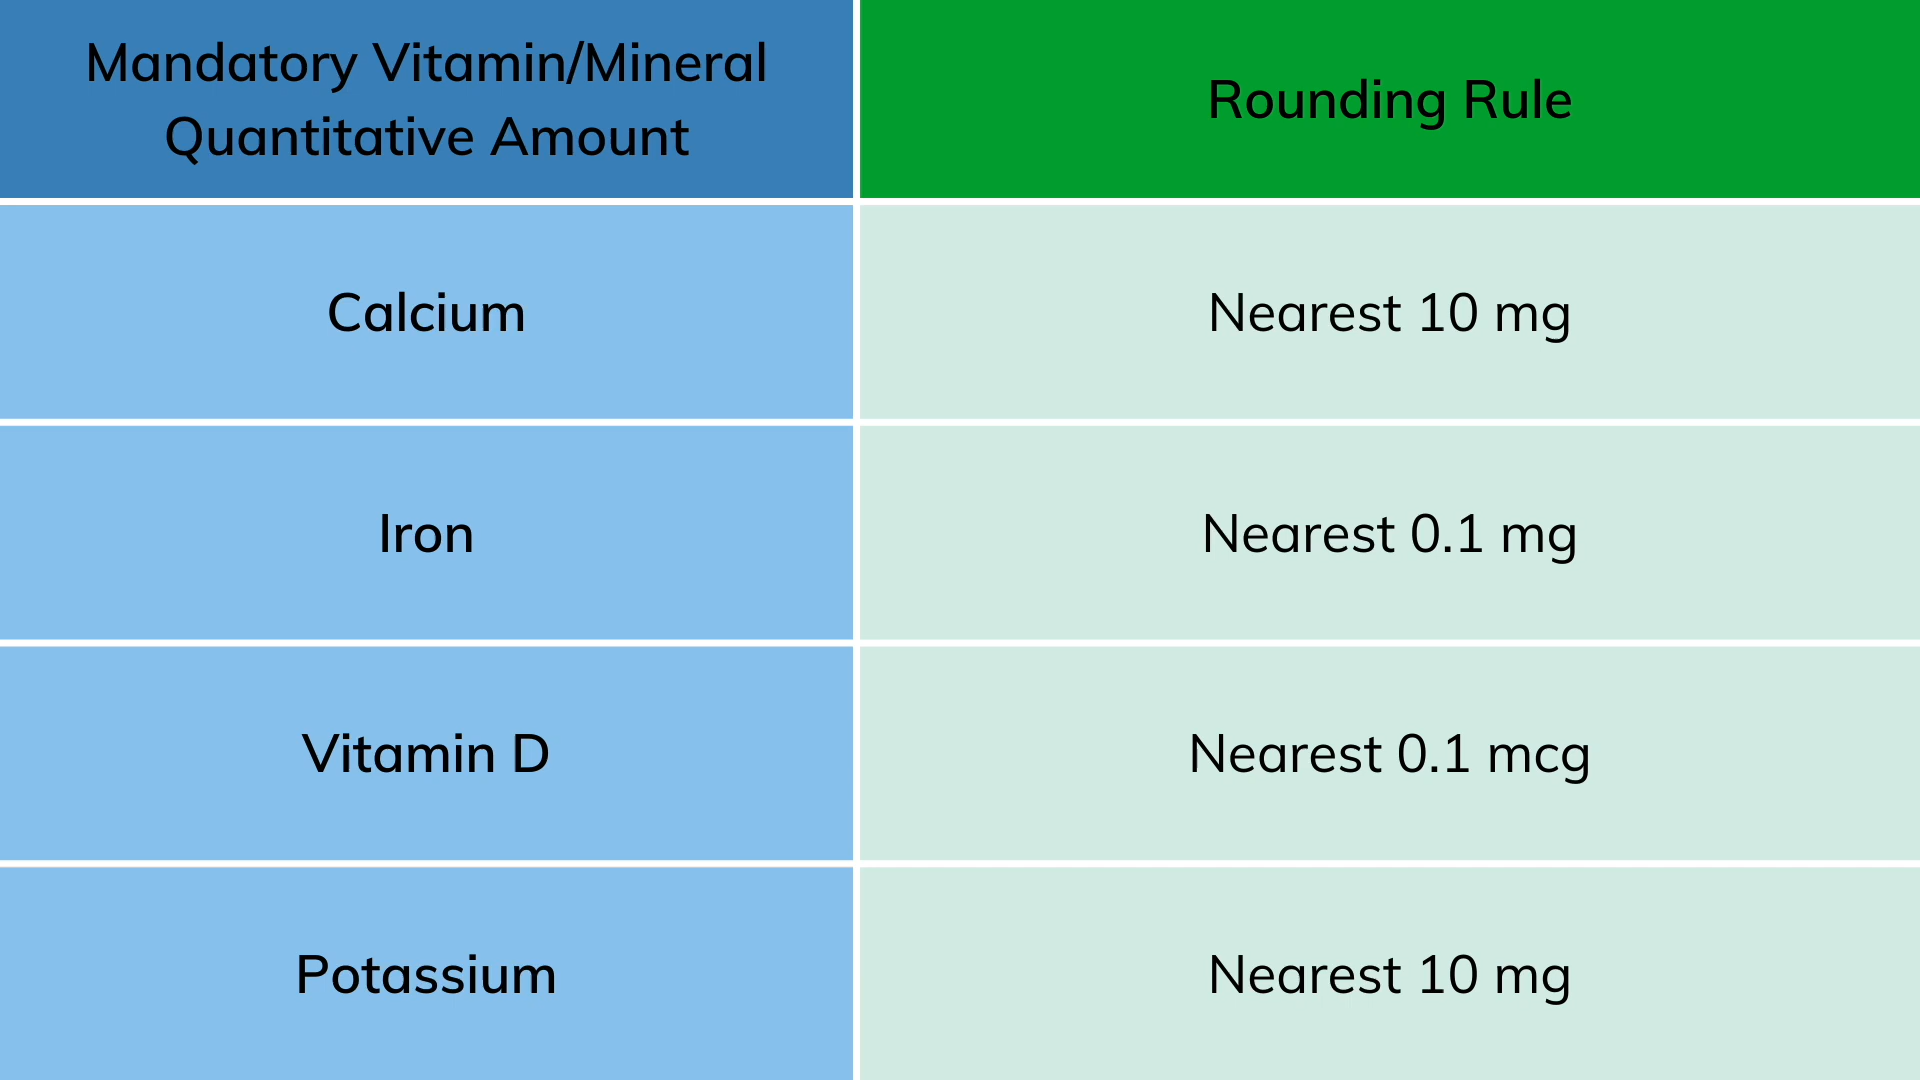 Mandatory Vitamin/Mineral
Quantitative Amount
Rounding Rule
Calcium
Nearest 10 mg
Iron
Nearest 0.1 mg
Vitamin D
Nearest 0.1 mcg
Potassium
Nearest 10 mg